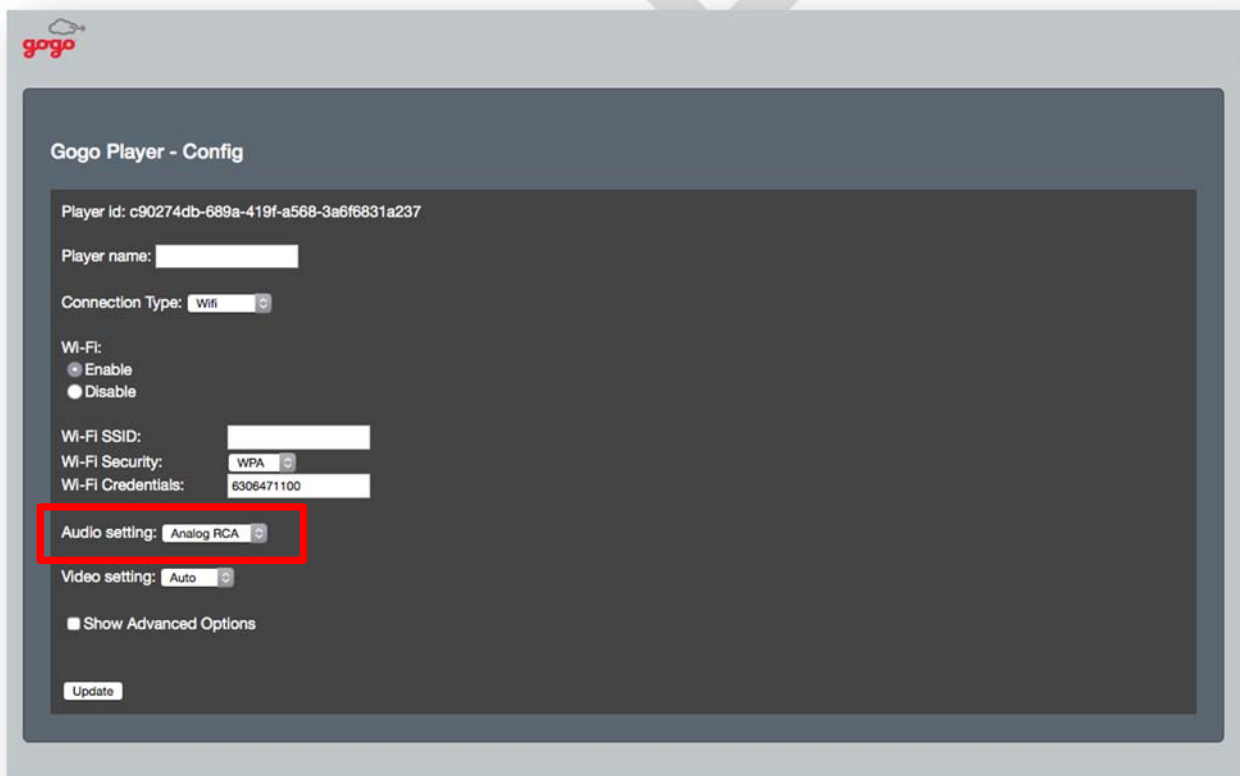 gogo
Gogo Player - Config
Player id: c90274db-689a-419f-a568-3a6f6831a237
Player name:
Connection Type: Wifi
Wi-Fi:
Enable
Disable
Wi-Fi SSID:
Wi-Fi Security: WPA
Wi-Fi Credentials: 6306471100
Audio setting: Analog RCA
Video setting: Auto
Show Advanced Options
Update